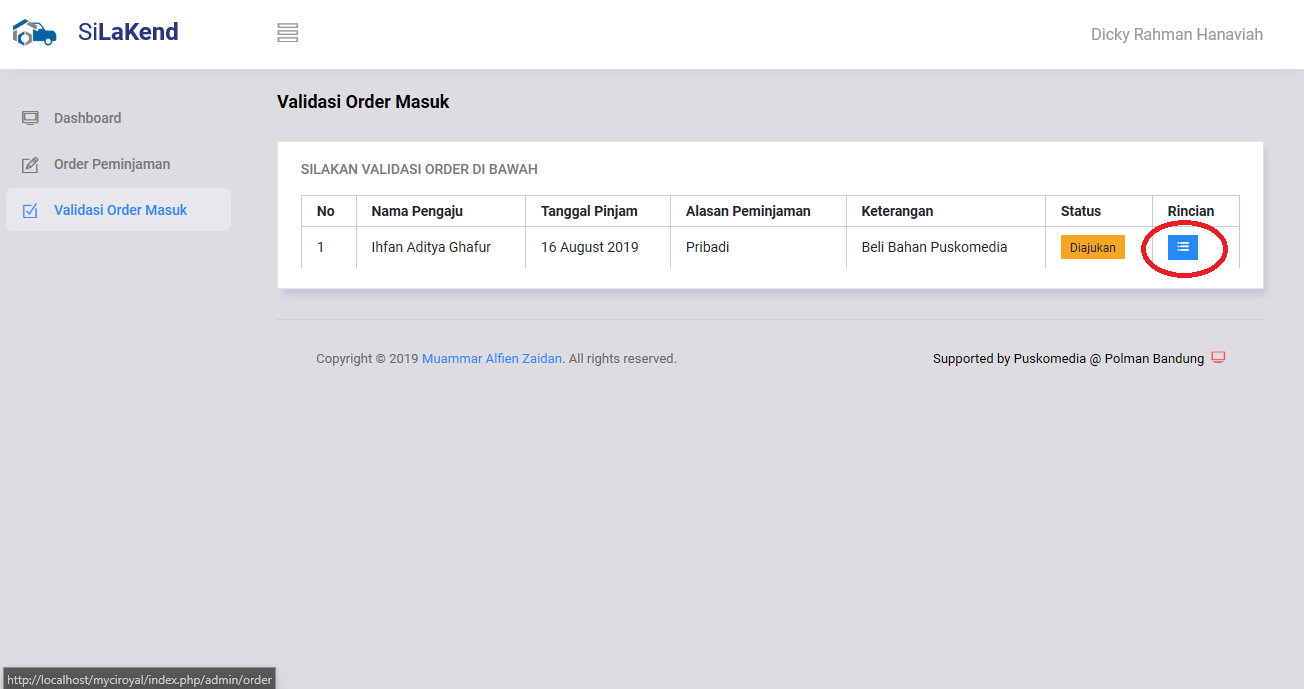 SiLaKend
Dicky Rahman Hanaviah
Dashboard
Order Peminjaman
Validasi Order Masuk
Validasi Order Masuk
SILAKAN VALIDASI ORDER DI BAWAH
No Nama Pengaju Tanggal Pinjam Alasan Peminjaman Keterangan Status Rincian
1 Ihfan Aditya Ghafur 16 August 2019 Pribadi Beli Bahan Puskomedia Diajukan
Copyright © 2019 Muammar Alfien Zaidan. All rights reserved.
Supported by Puskomedia @ Polman Bandung
http://localhost/myciroyal/index.php/admin/order